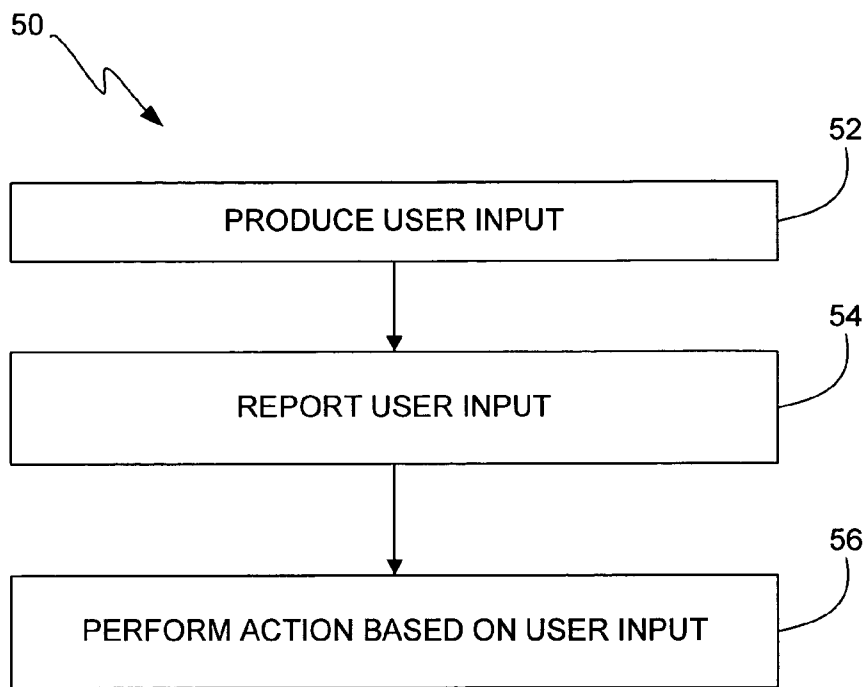 50
52
PRODUCE USER INPUT
54
REPORT USER INPUT
56
PERFORM ACTION BASED ON USER INPUT